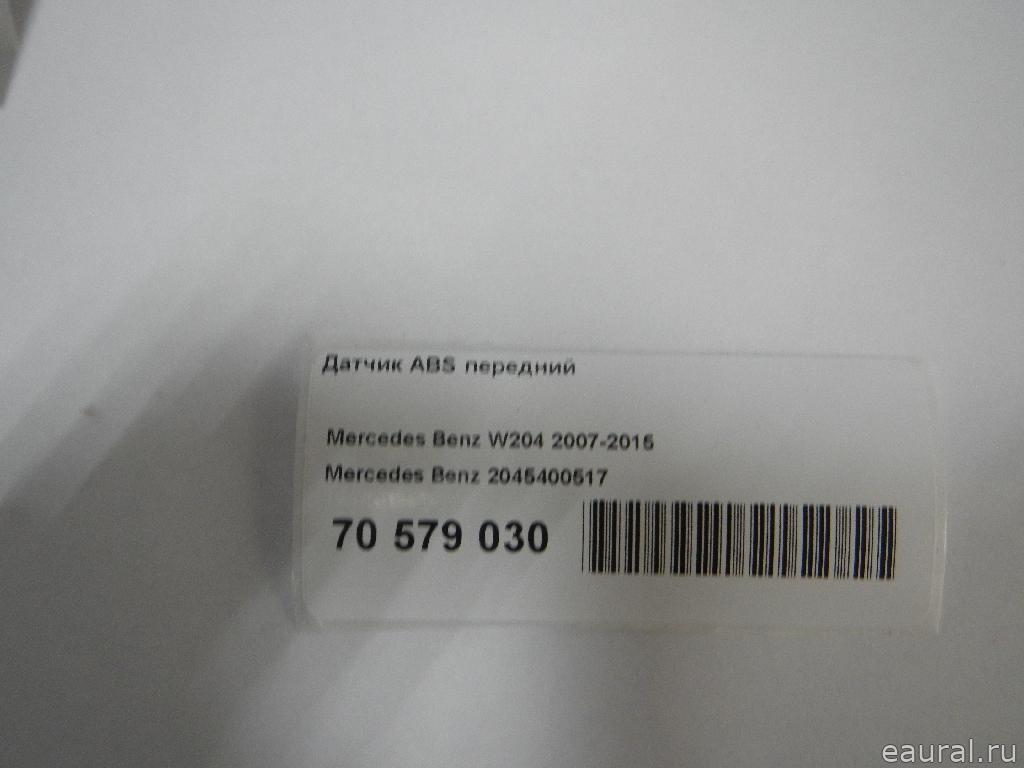 Датчик ABS передний
Mercedes Benz W204 2007-2015
Mercedes Benz 2045400517
70 579 030
eaural.ru